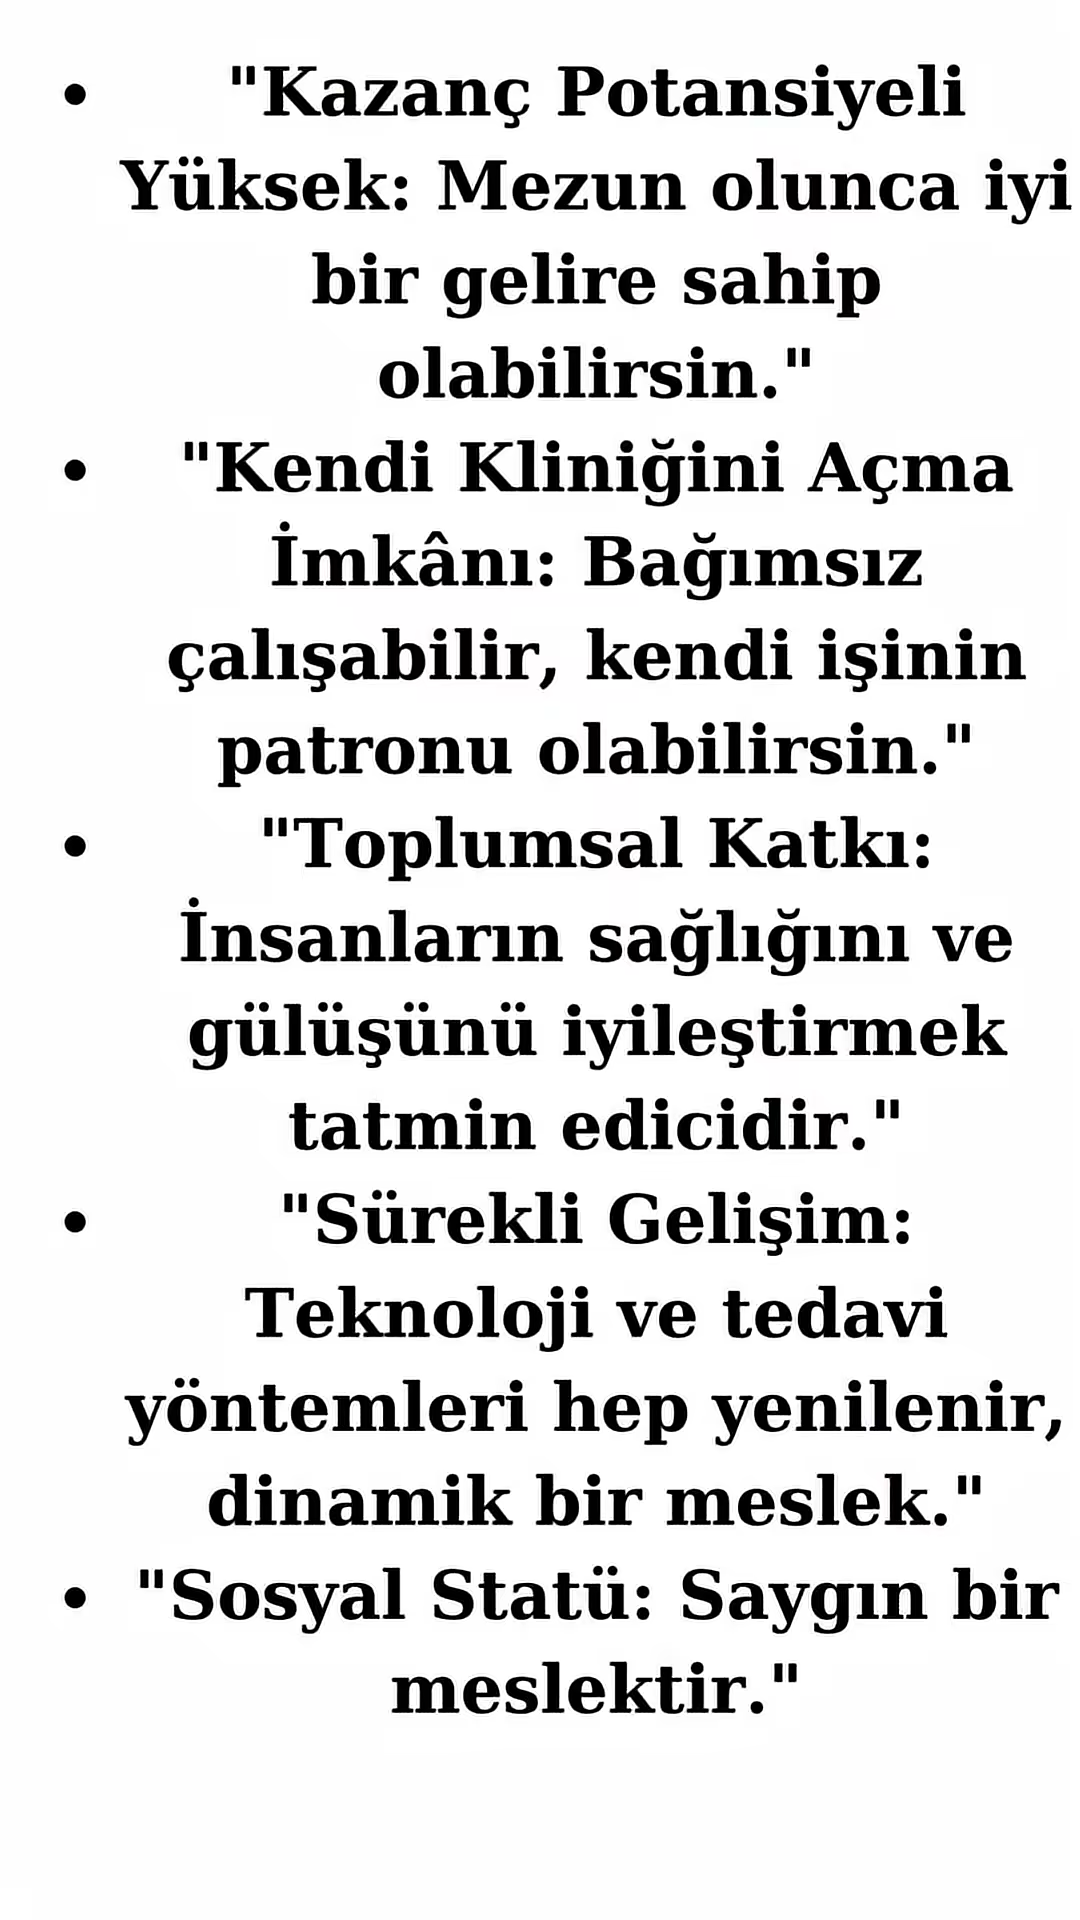 • "Kazanç Potansiyeli
Yüksek: Mezun olunca iyi
bir gelire sahip
olabilirsin."
• "Kendi Kliniğini Açma
İmkânı: Bağımsız
çalışabilir, kendi işinin
patronu olabilirsin."
• "Toplumsal Katkı:
İnsanların sağlığını ve
gülüşünü iyileştirmek
tatmin edicidir."
• "Sürekli Gelişim:
Teknoloji ve tedavi
yöntemleri hep yenilenir,
dinamik bir meslek."
• "Sosyal Statü: Saygın bir
meslektir."